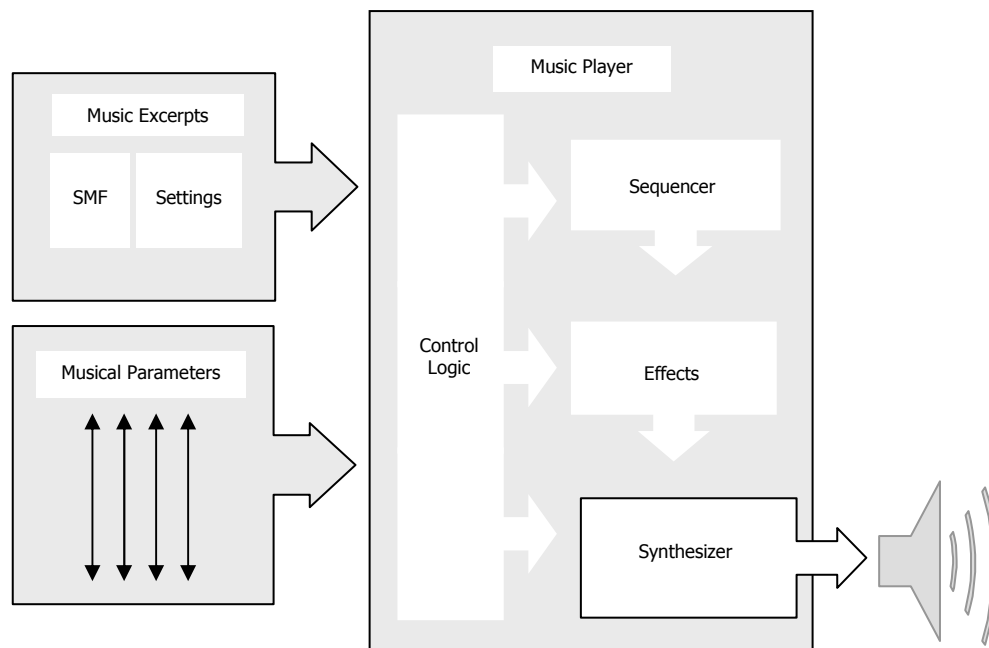 Music Player
Music Excerpts
SMF
Settings
Sequencer
Musical Parameters
Control
Logic
Effects
Synthesizer